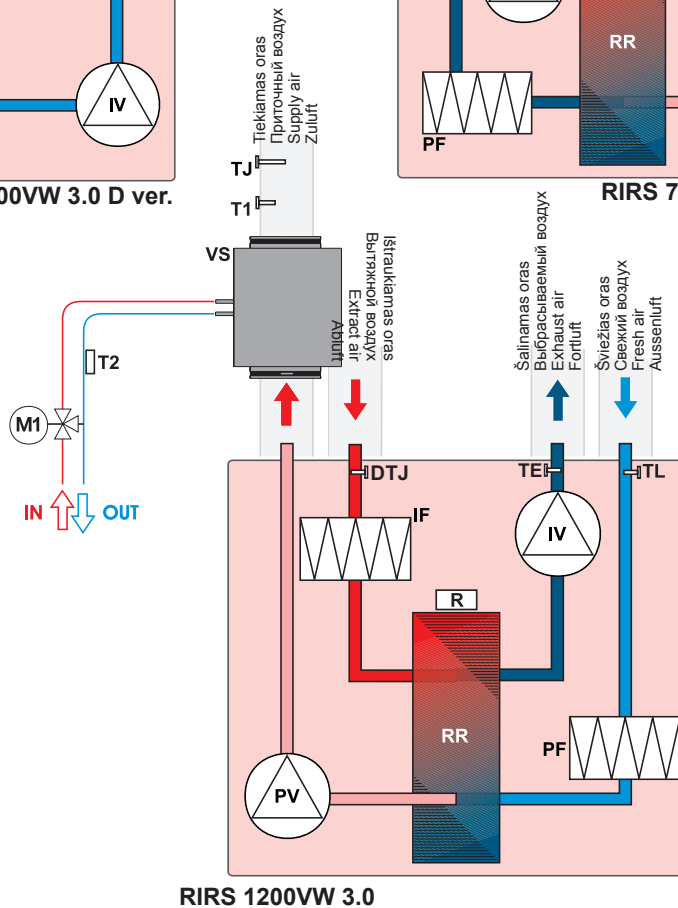 IV
00VW 3.0 D ver.
RR
PF
RIRS 7
Tiekiamas oras
Приточный воздух
Supply air
Zuluft
TJ
T1
VS
Ištraukiamas oras
Вытяжной воздух
Extract air
Abluft
Šalinamas oras
Выбрасываемый воздух
Exhaust air
Fortluft
Šviežias oras
Свежий воздух
Fresh air
Aussenluft
T2
M1
IN
OUT
DTJ
TE
TL
IF
IV
R
RR
PF
PV
RIRS 1200VW 3.0